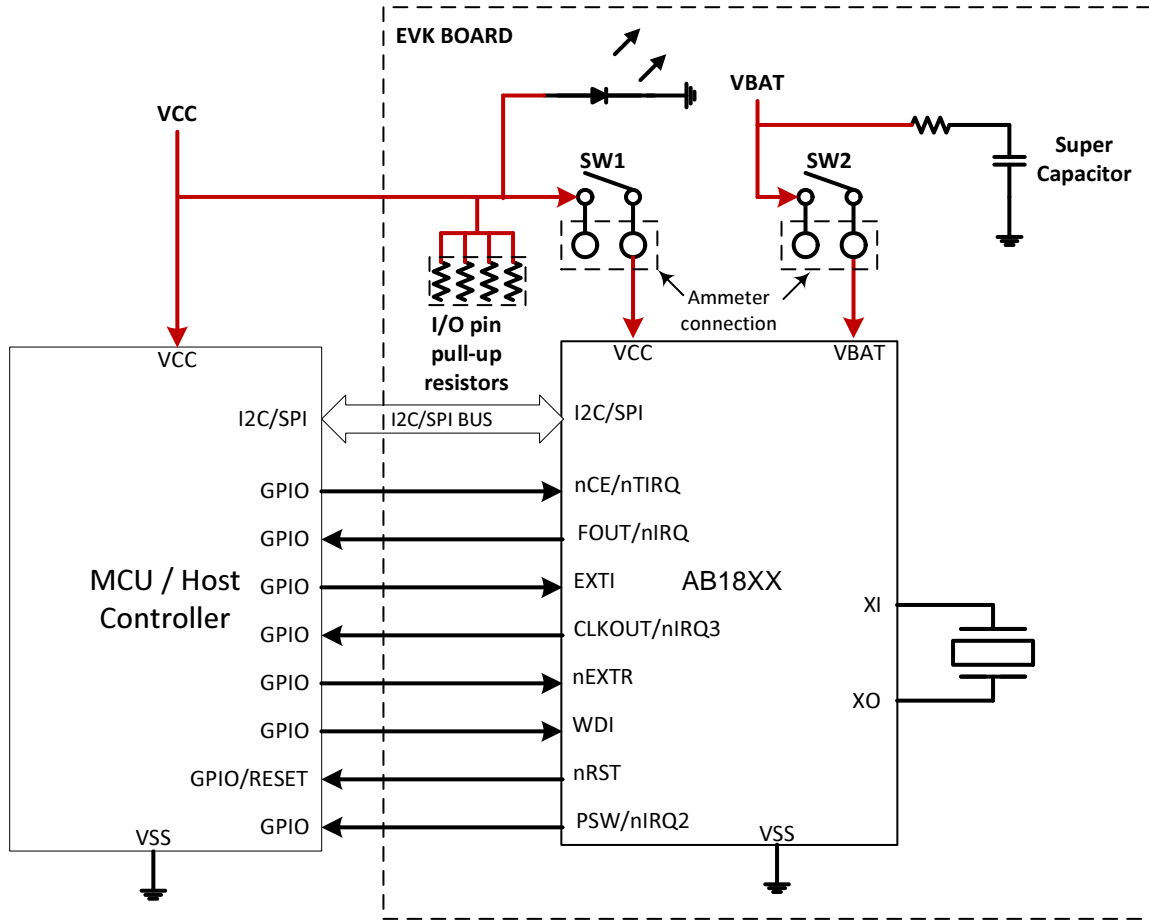 EVK BOARD
VCC
VBAT
SW1
SW2
Super
Capacitor
Ammeter
connection
I/O pin
pull-up
resistors
VCC
VCC
VBAT
I2C/SPI
I2C/SPI BUS
I2C/SPI
GPIO
nCE/nTIRQ
GPIO
FOUT/nIRQ
MCU / Host
Controller
GPIO
EXTI
AB18XX
GPIO
CLKOUT/nIRQ3
XI
GPIO
nEXTR
XO
GPIO
WDI
GPIO/RESET
nRST
GPIO
PSW/nIRQ2
VSS
VSS